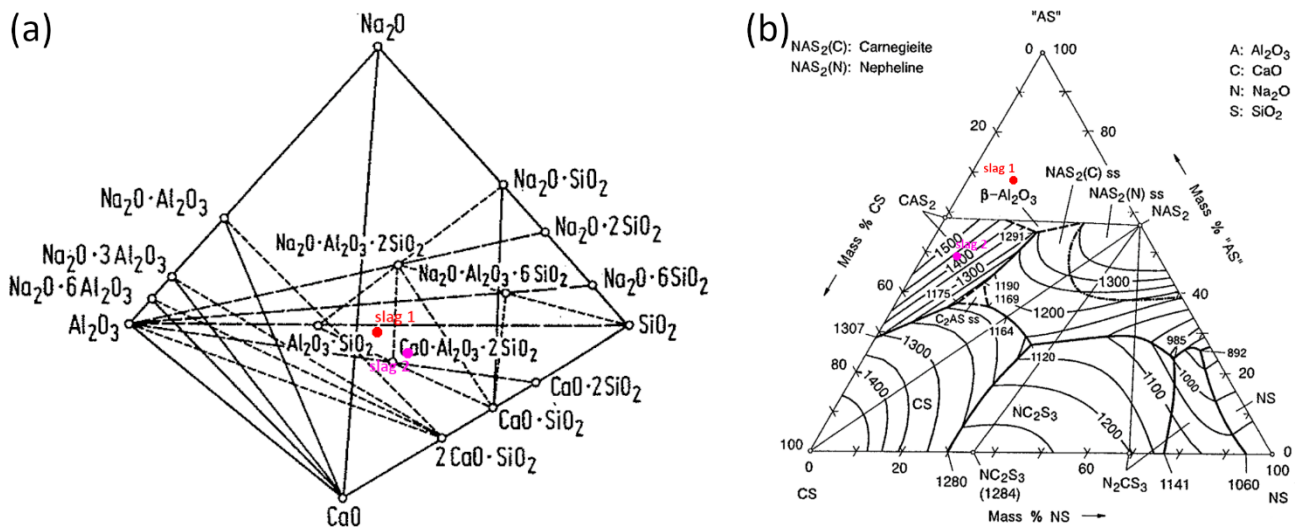 (a)
Na₂O
Na₂O·SiO₂
Na₂O·Al₂O₃
Na₂O·2SiO₂
Na₂O·Al₂O₃·2SiO₂
Na₂O·3Al₂O₃
Na₂O·Al₂O₃·6SiO₂
Na₂O·6SiO₂
Na₂O·6Al₂O₃
Al₂O₃
slag 1
SiO₂
Al₂O₃·SiO₂
CaO·Al₂O₃·2SiO₂
slag 2
CaO·2SiO₂
CaO·SiO₂
2CaO·SiO₂
CaO
(b)
"AS"
NAS₂(C): Carnegieite
NAS₂(N): Nepheline
0 100
A: Al₂O₃
C: CaO
N: Na₂O
S: SiO₂
20
80
slag 1
NAS₂(C) ss
β-Al₂O₃
NAS₂(N) ss
CAS₂
NAS₂
Mass % CS
Mass % "AS"
1500
1291
slag 2
1400
1300
60
1190
1175
1169
1300
40
C₂AS ss
1200
1307
1164
1300
985
892
80
1120
20
1400
1100
1000
CS
NC₂S₃
1200
NS
100
0
0
20
60
100
1280
NC₂S₃
N₂CS₃
1141
1060
CS
(1284)
NS
Mass % NS